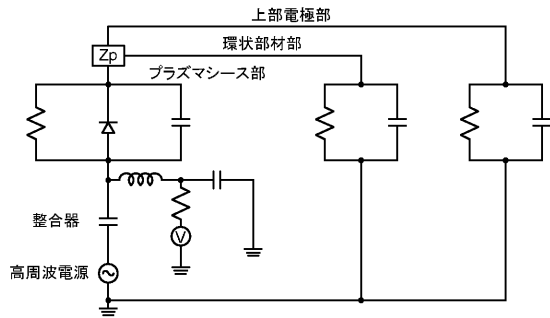 上部電極部
環状部材部
Zp
プラズマシース部
整合器
V
高周波電源